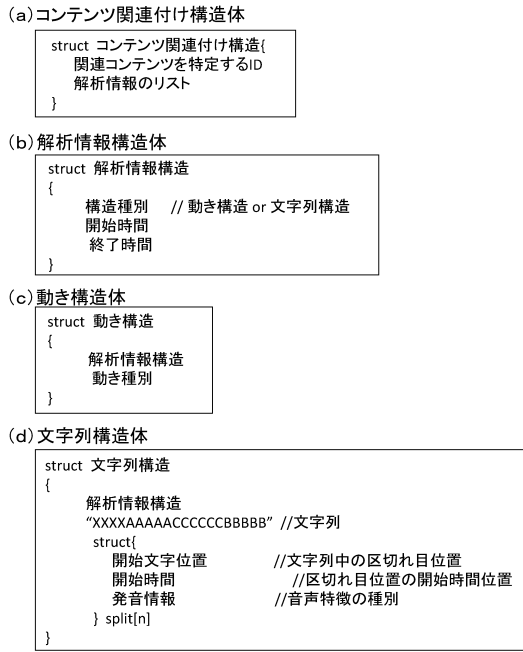 (a)コンテンツ関連付け構造体
struct コンテンツ関連付け構造{
関連コンテンツを特定するID
解析情報のリスト
}
(b)解析情報構造体
struct 解析情報構造
{
構造種別 // 動き構造 or 文字列構造
開始時間
終了時間
}
(c)動き構造体
struct 動き構造
{
解析情報構造
動き種別
}
(d)文字列構造体
struct 文字列構造
{
解析情報構造
“XXXXAAAAACCCCCCBBBBB” //文字列
struct{
開始文字位置 //文字列中の区切れ目位置
開始時間 //区切れ目位置の開始時間位置
発音情報 //音声特徴の種別
} split[n]
}